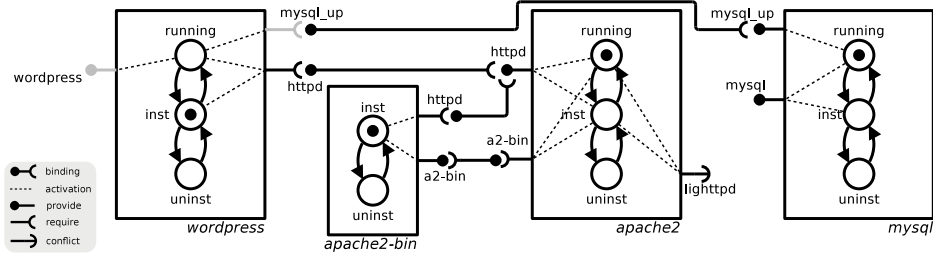 mysql_up
running
wordpress
httpd
inst
uninst
wordpress
httpd
inst
a2-bin
uninst
apache2-bin
httpd
a2-bin
running
inst
uninst
lighttpd
apache2
mysql_up
mysql
running
inst
uninst
mysql
binding
activation
provide
require
conflict